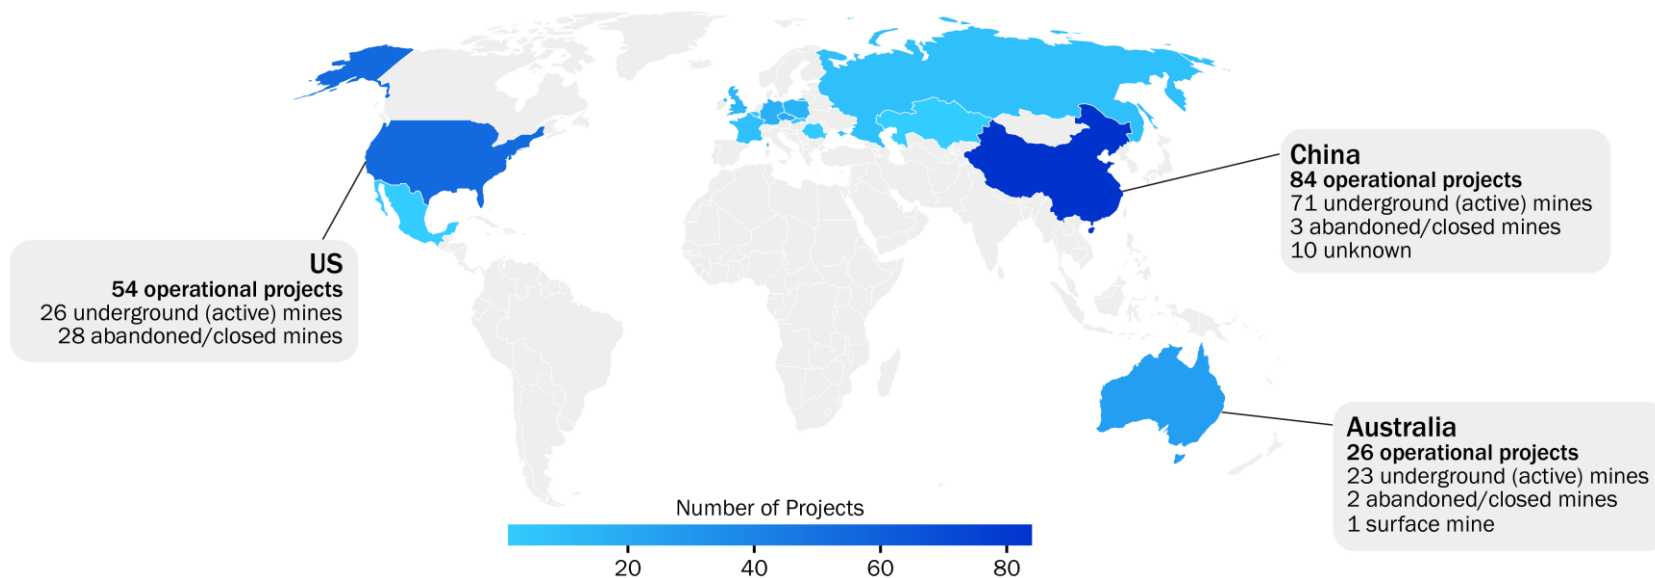 China
84 operational projects
71 underground (active) mines
3 abandoned/closed mines
10 unknown
US
54 operational projects
26 underground (active) mines
28 abandoned/closed mines
Australia
26 operational projects
23 underground (active) mines
2 abandoned/closed mines
1 surface mine
Number of Projects
20 40 60 80